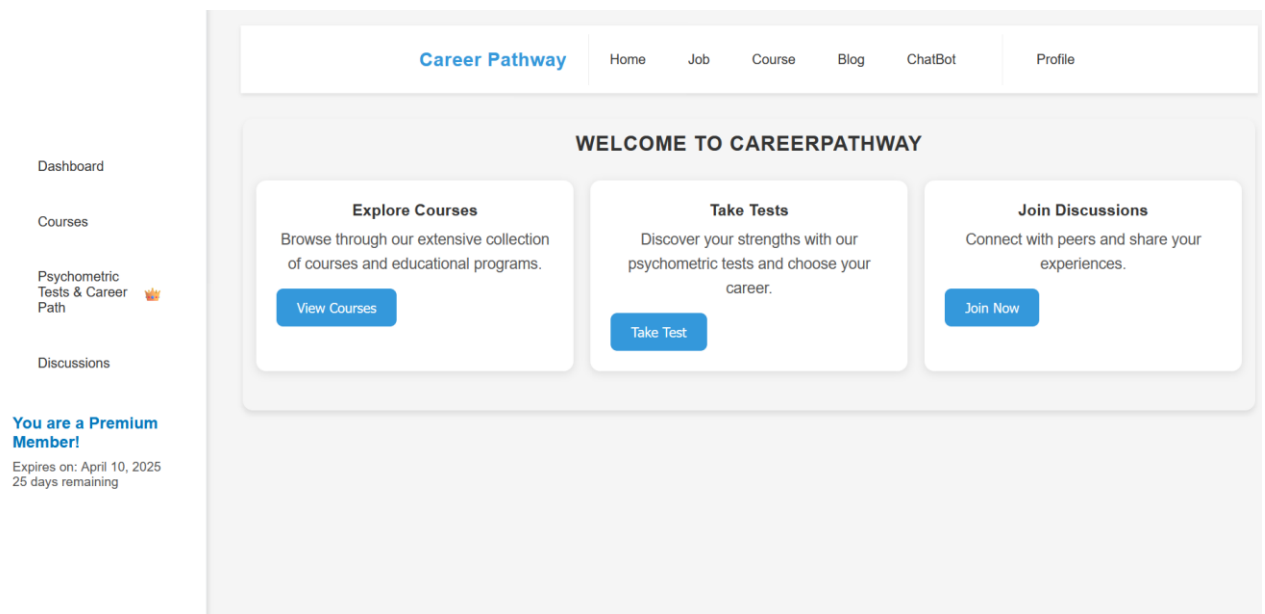 Career Pathway
Home
Job
Course
Blog
ChatBot
Profile
Dashboard
Courses
Psychometric
Tests & Career
Path
Discussions
You are a Premium
Member!
Expires on: April 10, 2025
25 days remaining
WELCOME TO CAREERPATHWAY
Explore Courses
Browse through our extensive collection
of courses and educational programs.
View Courses
Take Tests
Discover your strengths with our
psychometric tests and choose your
career.
Take Test
Join Discussions
Connect with peers and share your
experiences.
Join Now